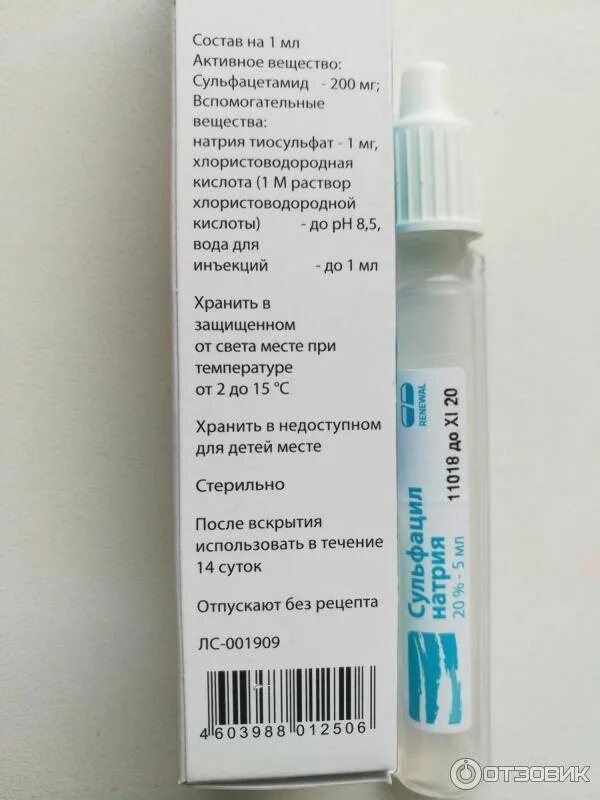 Состав на 1 мл
Активное вещество:
Сульфацетамид - 200 мг;
Вспомогательные
вещества:
натрия тиосульфат - 1 мг,
хлористоводородная
кислота (1 М раствор
хлористоводородной
кислоты) - до pH 8,5,
вода для
инъекций - до 1 мл
Хранить в
защищенном
от света месте при
температуре
от 2 до 15 °C
Хранить в недоступном
для детей месте
Стерильно
После вскрытия
использовать в течение
14 суток
Отпускают без рецепта
ЛС-001909
4 603988 012506
RENEWAL
11018 до XI 20
Сульфацил
натрия
20 % - 5 мл
ОТЗОВИК